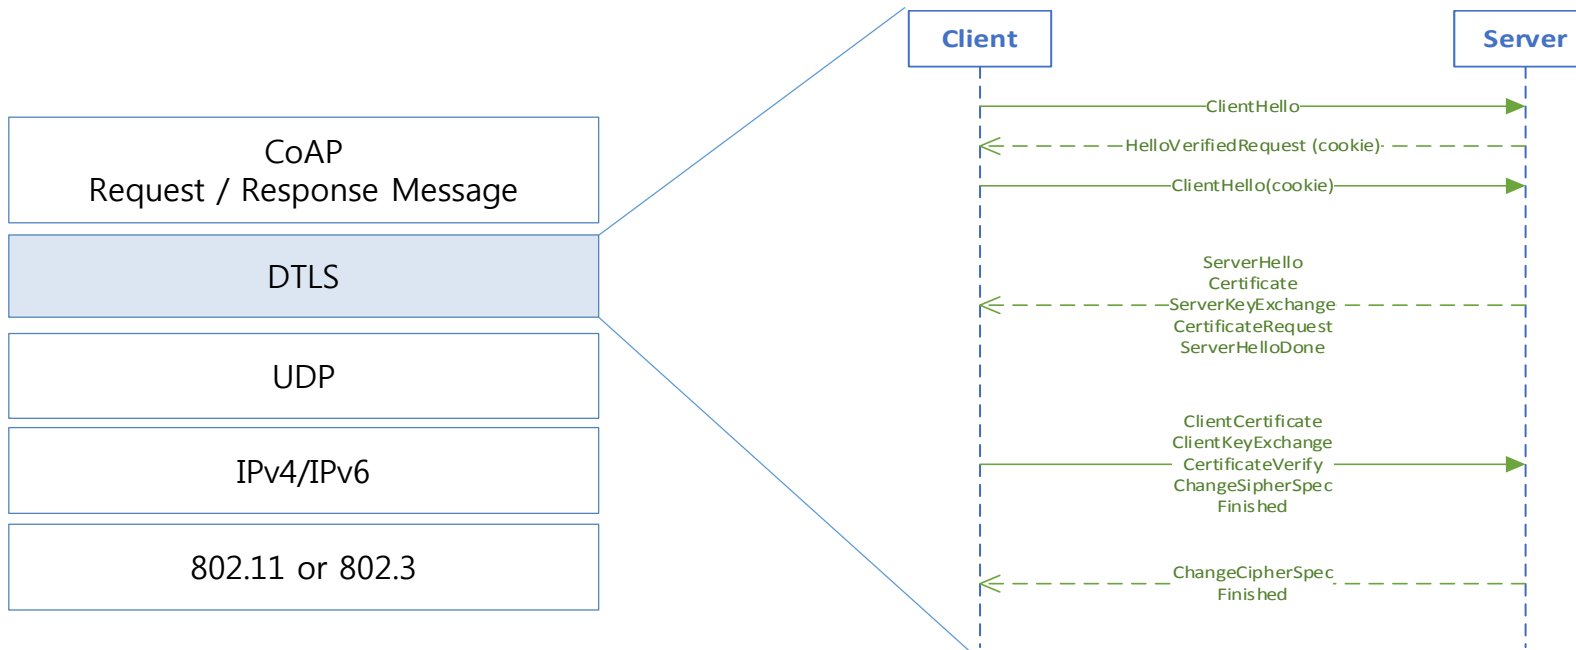 CoAP
Request / Response Message
DTLS
UDP
IPv4/IPv6
802.11 or 802.3
Client
Server
ClientHello
HelloVerifiedRequest (cookie)
ClientHello(cookie)
ServerHello
Certificate
ServerKeyExchange
CertificateRequest
ServerHelloDone
ClientCertificate
ClientKeyExchange
CertificateVerify
ChangeSipherSpec
Finished
ChangeCipherSpec
Finished